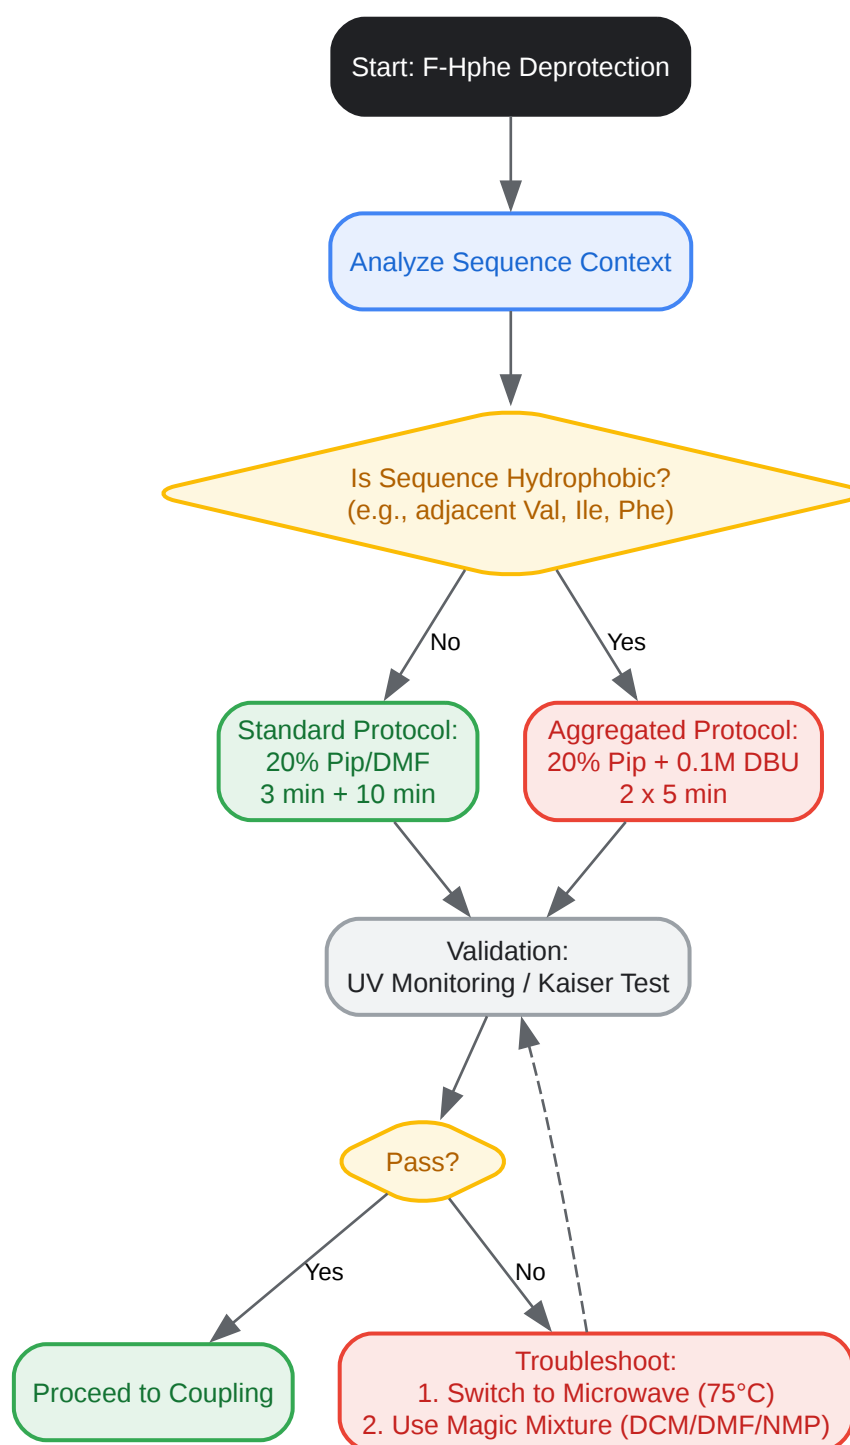 Start: F-Hphe Deprotection
Analyze Sequence Context
Is Sequence Hydrophobic?
(e.g., adjacent Val, Ile, Phe)
No
Yes
Standard Protocol:
20% Pip/DMF
3 min + 10 min
Aggregated Protocol:
20% Pip + 0.1M DBU
2 x 5 min
Validation:
UV Monitoring / Kaiser Test
Pass?
Yes
No
Proceed to Coupling
Troubleshoot:
1. Switch to Microwave (75°C)
2. Use Magic Mixture (DCM/DMF/NMP)